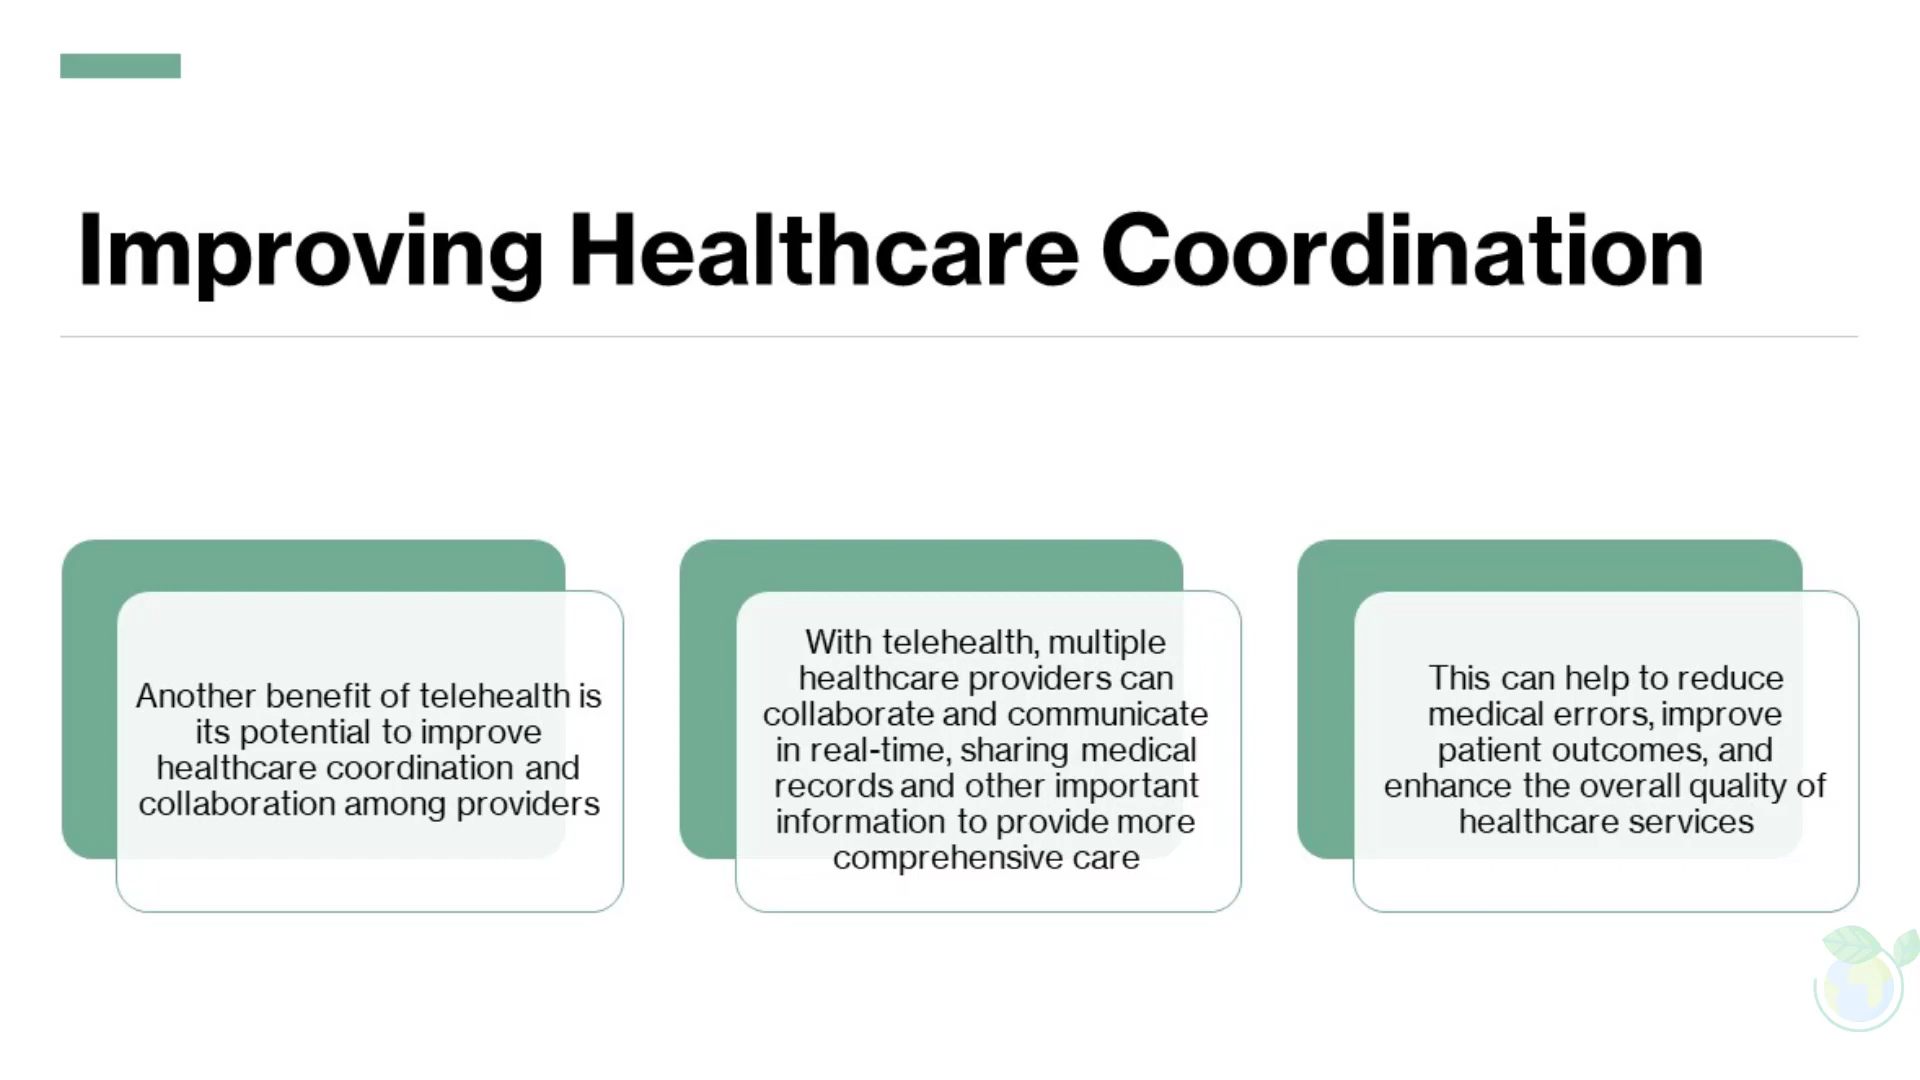 Improving Healthcare Coordination
Another benefit of telehealth is
its potential to improve
healthcare coordination and
collaboration among providers
With telehealth, multiple
healthcare providers can
collaborate and communicate
in real-time, sharing medical
records and other important
information to provide more
comprehensive care
This can help to reduce
medical errors, improve
patient outcomes, and
enhance the overall quality of
healthcare services